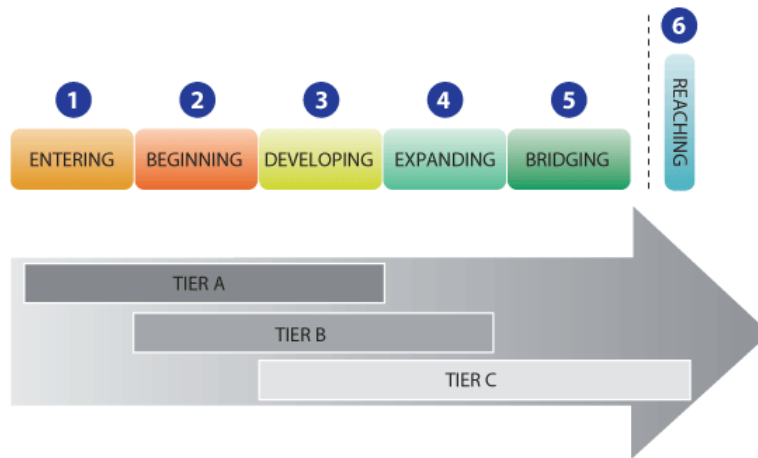 1 2 3 4 5 6
ENTERING BEGINNING DEVELOPING EXPANDING BRIDGING REACHING
TIER A
TIER B
TIER C